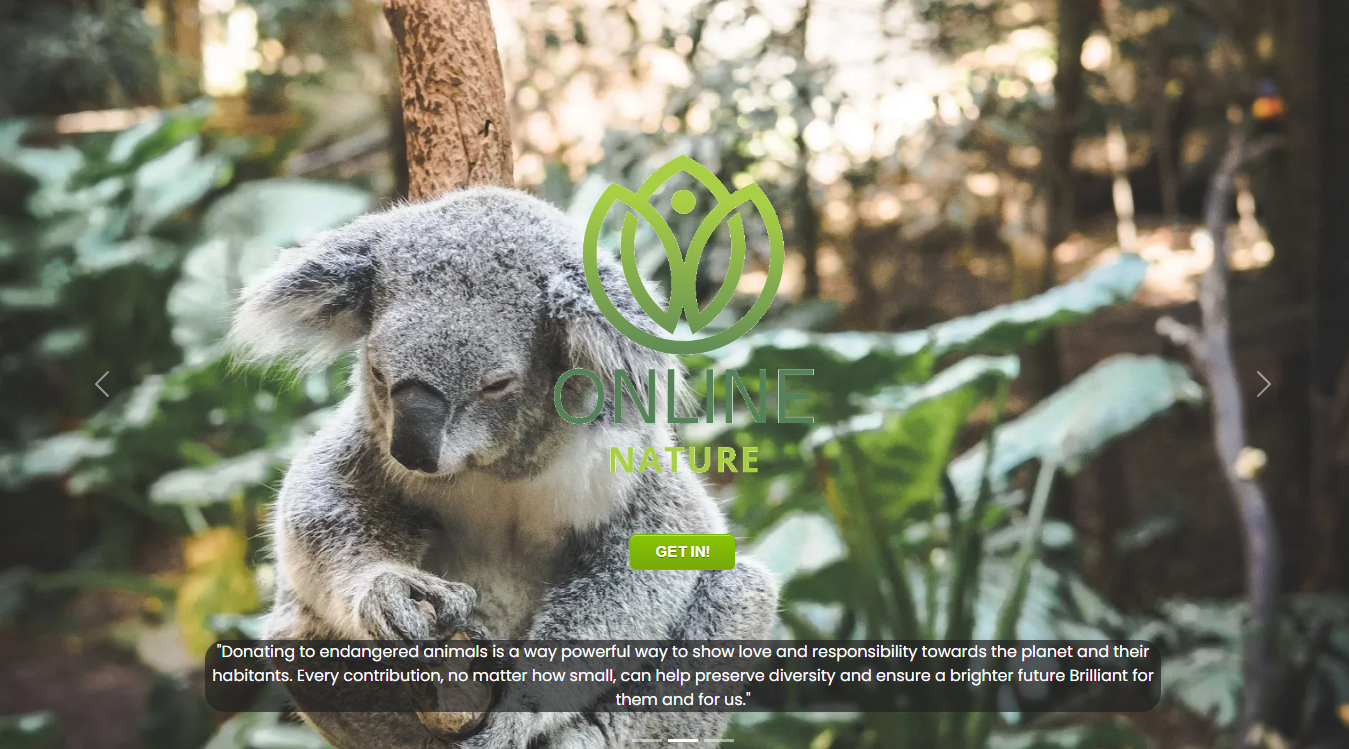 ONLINE
NATURE
GET IN!
"Donating to endangered animals is a way powerful way to show love and responsibility towards the planet and their
habitants. Every contribution, no matter how small, can help preserve diversity and ensure a brighter future Brilliant for
them and for us."